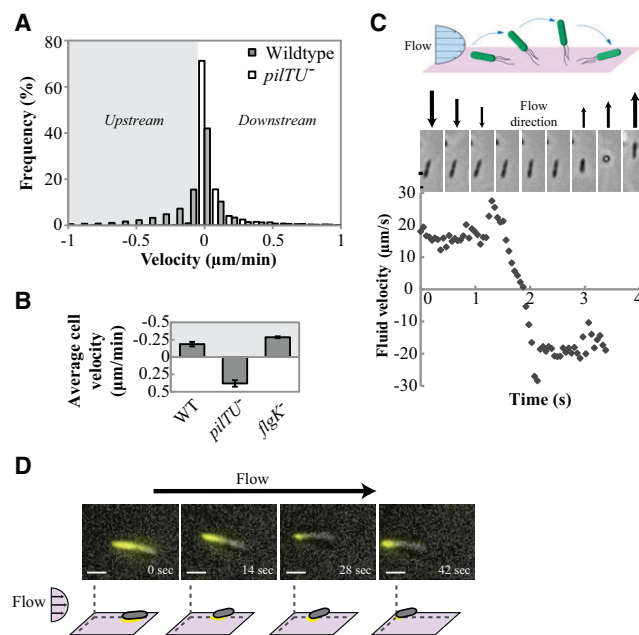 A
Frequency (%)
80
60
40
20
0
Wildtype
pilTU-
Upstream
Downstream
-1
-0.5
0
0.5
1
Velocity (µm/min)
B
Average cell
velocity
(µm/min)
-0.5
-0.25
0
0.25
0.5
WT
pilTU-
flgK-
C
Flow
Flow
direction
Fluid velocity (µm/s)
30
20
10
0
-10
-20
-30
0
1
2
3
4
Time (s)
D
Flow
0 sec
14 sec
28 sec
42 sec
Flow